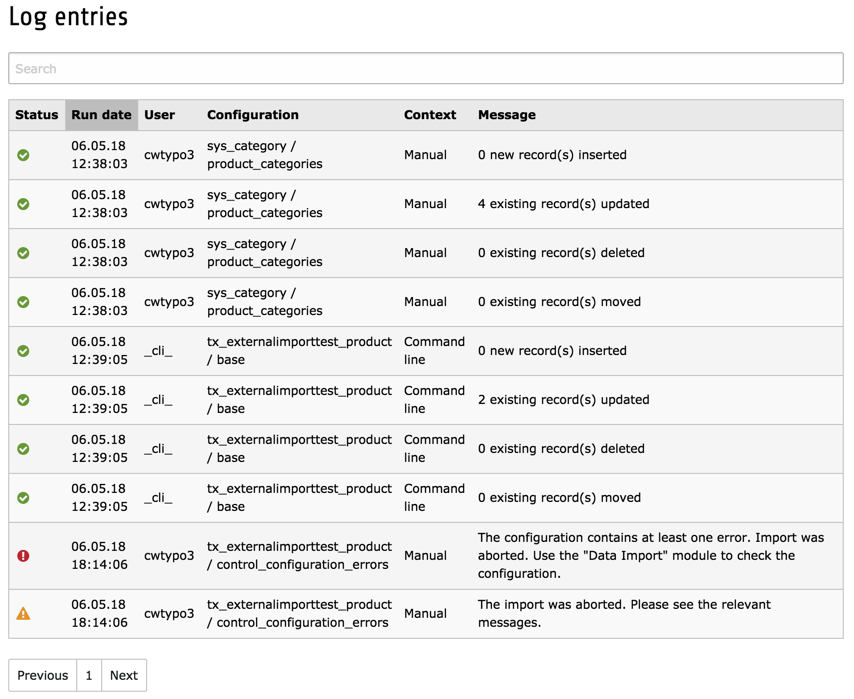 Log entries
Search
Status Run date User Configuration Context Message
06.05.18
12:38:03 cwtypo3 sys_category /
product_categories Manual 0 new record(s) inserted
06.05.18
12:38:03 cwtypo3 sys_category /
product_categories Manual 4 existing record(s) updated
06.05.18
12:38:03 cwtypo3 sys_category /
product_categories Manual 0 existing record(s) deleted
06.05.18
12:38:03 cwtypo3 sys_category /
product_categories Manual 0 existing record(s) moved
06.05.18
12:39:05 _cli_ tx_externalimporttest_product
/ base Command
line 0 new record(s) inserted
06.05.18
12:39:05 _cli_ tx_externalimporttest_product
/ base Command
line 2 existing record(s) updated
06.05.18
12:39:05 _cli_ tx_externalimporttest_product
/ base Command
line 0 existing record(s) deleted
06.05.18
12:39:05 _cli_ tx_externalimporttest_product
/ base Command
line 0 existing record(s) moved
06.05.18
18:14:06 cwtypo3 tx_externalimporttest_product
/ control_configuration_errors Manual The configuration contains at least one error. Import was
aborted. Use the "Data Import" module to check the
configuration.
06.05.18
18:14:06 cwtypo3 tx_externalimporttest_product
/ control_configuration_errors Manual The import was aborted. Please see the relevant
messages.
Previous 1 Next